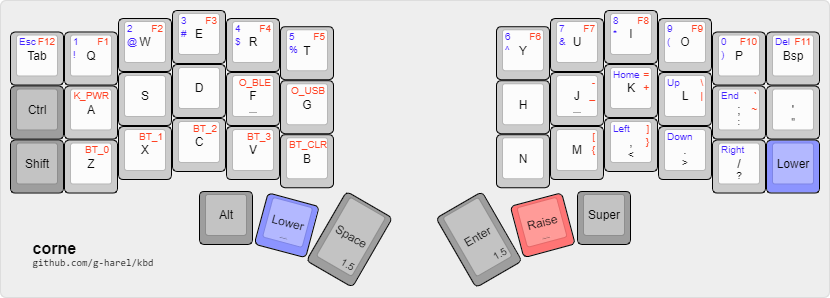 Esc F12
Tab
1 F1
! Q
2 F2
@ W
3 F3
# E
4 F4
$ R
5 F5
% T
6 F6
^ Y
7 F7
& U
8 F8
* I
9 F9
( O
0 F10
) P
Del F11
Bsp
Ctrl
K_PWR
A
S
D
O_BLE
F
_
O_USB
G
H
-
J _
_
Home =
K +
Up \
L |
End `
; ~
:
'
"
Shift
BT_0
Z
BT_1
X
BT_2
C
BT_3
V
BT_CLR
B
N
[
M {
Left ]
, }
<
Down
.
>
Right
/
?
Lower
Alt
Lower
Space
1.5
Enter
1.5
Raise
_
Super
corne
github.com/g-harel/kbd